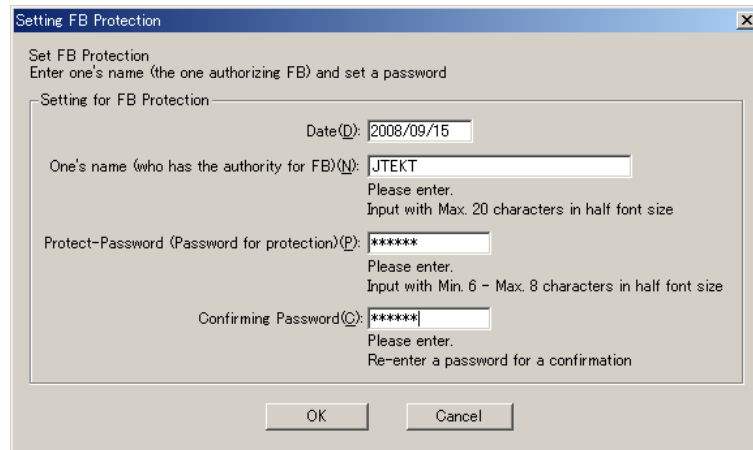 Setting FB Protection
Set FB Protection
Enter one's name (the one authorizing FB) and set a password
Setting for FB Protection
Date(D): 2008/09/15
One's name (who has the authority for FB)(N): JTEKT
Please enter.
Input with Max. 20 characters in half font size
Protect-Password (Password for protection)(P): ******
Please enter.
Input with Min. 6 - Max. 8 characters in half font size
Confirming Password(C): ******
Please enter.
Re-enter a password for a confirmation
OK Cancel